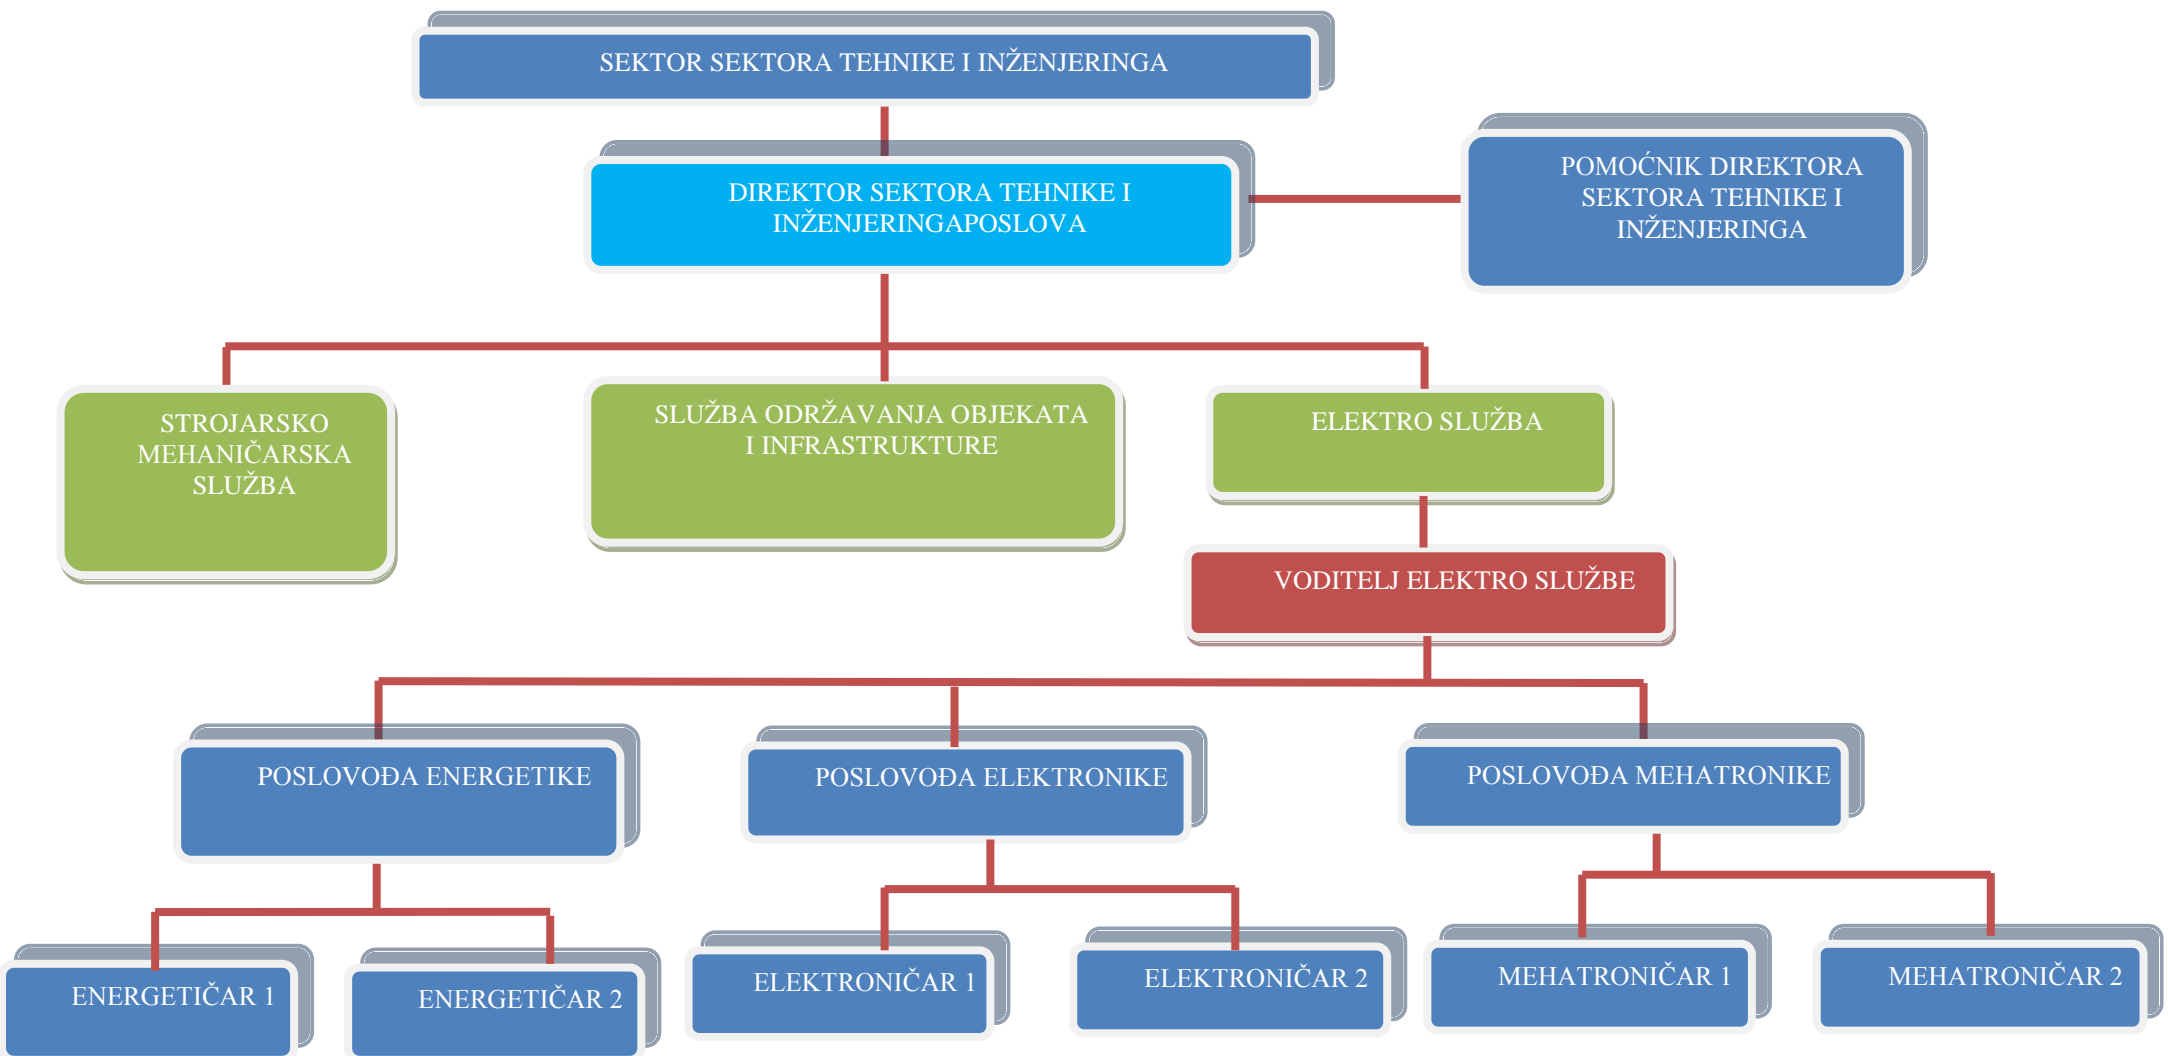 SEKTOR SEKTORA TEHNIKE I INŽENJERINGA
DIREKTOR SEKTORA TEHNIKE I
INŽENJERINGAPOSLOVA
POMOĆNIK DIREKTORA
SEKTORA TEHNIKE I
INŽENJERINGA
STROJARSKO
MEHANIČARSKA
SLUŽBA
SLUŽBA ODRŽAVANJA OBJEKATA
I INFRASTRUKTURE
ELEKTRO SLUŽBA
VODITELJ ELEKTRO SLUŽBE
POSLOVOĐA ENERGETIKE
POSLOVOĐA ELEKTRONIKE
POSLOVOĐA MEHATRONIKE
ENERGETIČAR 1
ENERGETIČAR 2
ELEKTRONIČAR 1
ELEKTRONIČAR 2
MEHATRONIČAR 1
MEHATRONIČAR 2